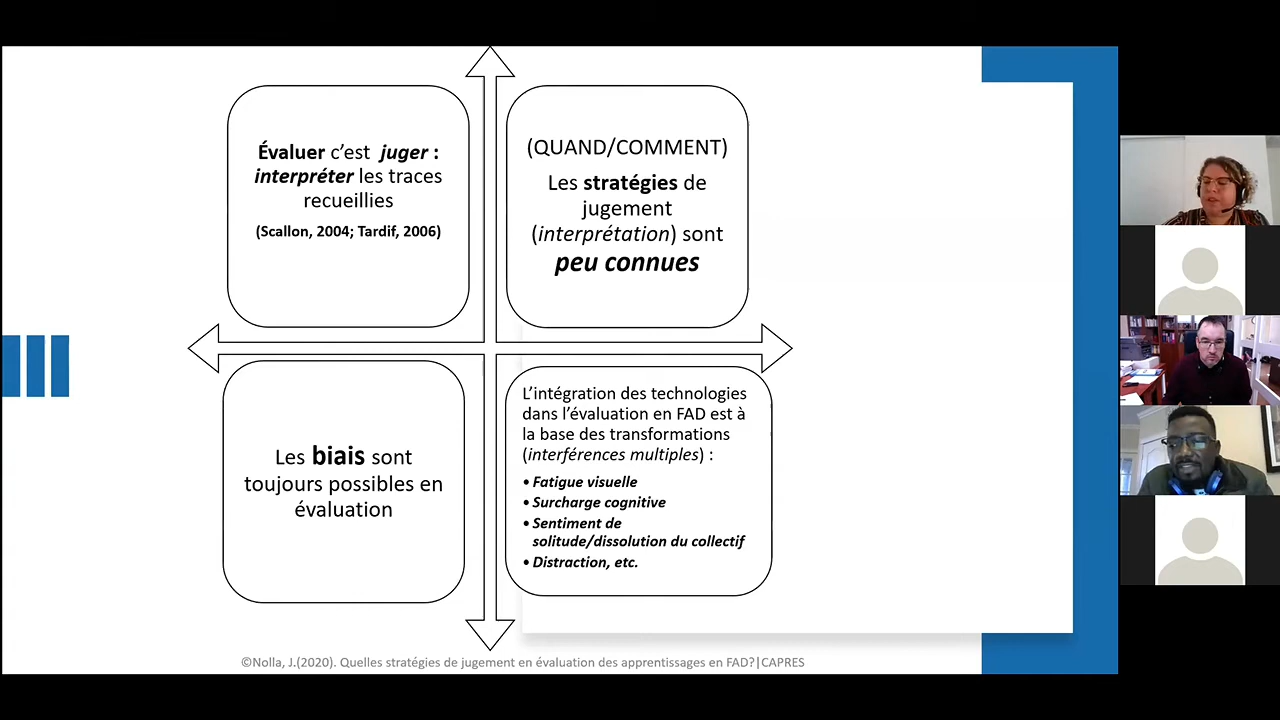 Évaluer c’est juger :
interpréter les traces
recueillies
(Scallon, 2004; Tardif, 2006)
(QUAND/COMMENT)
Les stratégies de
jugement
(interprétation) sont
peu connues
Les biais sont
toujours possibles en
évaluation
L’intégration des technologies
dans l’évaluation en FAD est à
la base des transformations
(interférences multiples) :
• Fatigue visuelle
• Surcharge cognitive
• Sentiment de
solitude/dissolution du collectif
• Distraction, etc.
©Nolla, J.(2020). Quelles stratégies de jugement en évaluation des apprentissages en FAD?|CAPRES